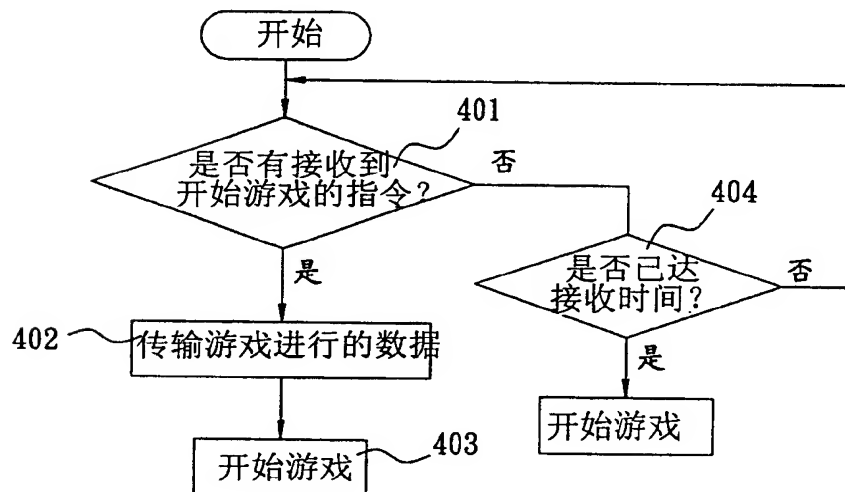 开始
401
是否有接收到
开始游戏的指令？
否
404
是否已达
接收时间？
否
是
402
传输游戏进行的数据
是
403
开始游戏
开始游戏